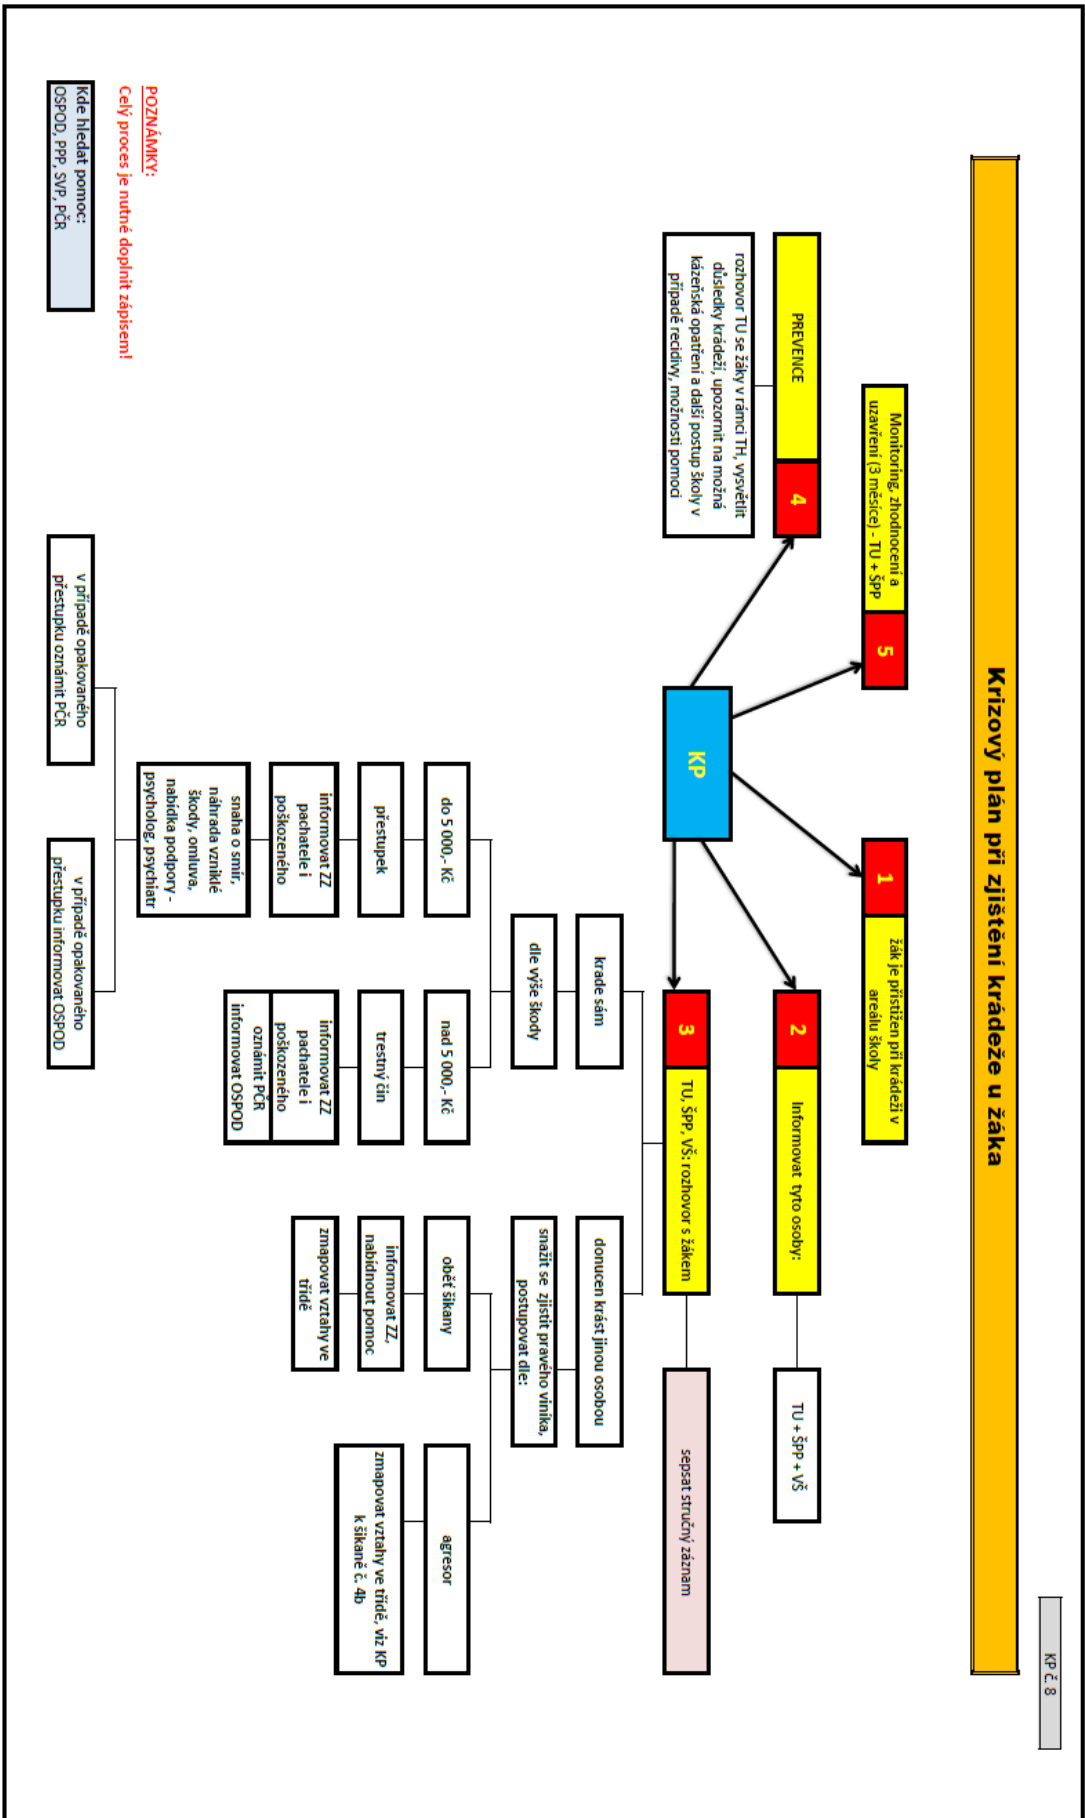 KP č. 8
Krizový plán při zjištění krádeže u žáka
Monitoring, zhodnocení a
uzavření (3 měsíce) - TU + ŠPP
5
1
žák je přistižen při krádeži v
areálu školy
PREVENCE
4
2
Informovat tyto osoby:
TU + ŠPP + VŠ
rozhovor TU se žáky v rámci TH, vysvětlit
důsledky krádeží, upozornit na možná
kázeňská opatření a další postup školy v
případě recidivy, možnosti pomoci
KP
3
TU, ŠPP, VŠ: rozhovor s žákem
sepsat stručný záznam
krade sám
donucen krást jinou osobou
dle výše škody
snažit se zjistit pravého viníka,
postupovat dle:
do 5 000,- Kč
nad 5 000,- Kč
oběť šikany
agresor
přestupek
trestný čin
informovat ZZ,
nabídnout pomoc
zmapovat vztahy ve třídě, viz KP
k šikaně č. 4b
informovat ZZ
pachatele i
poškozeného
informovat ZZ
pachatele i
poškozeného
zmapovat vztahy ve
třídě
oznámit PČR
informovat OSPOD
snaha o smír,
náhrada vzniklé
škody, omluva,
nabídka podpory -
psycholog, psychiatr
POZNÁMKY:
Celý proces je nutné doplnit zápisem!
Kde hledat pomoc:
OSPOD, PPP, SVP, PČR
v případě opakovaného
přestupku oznámit PČR
v případě opakovaného
přestupku informovat OSPOD